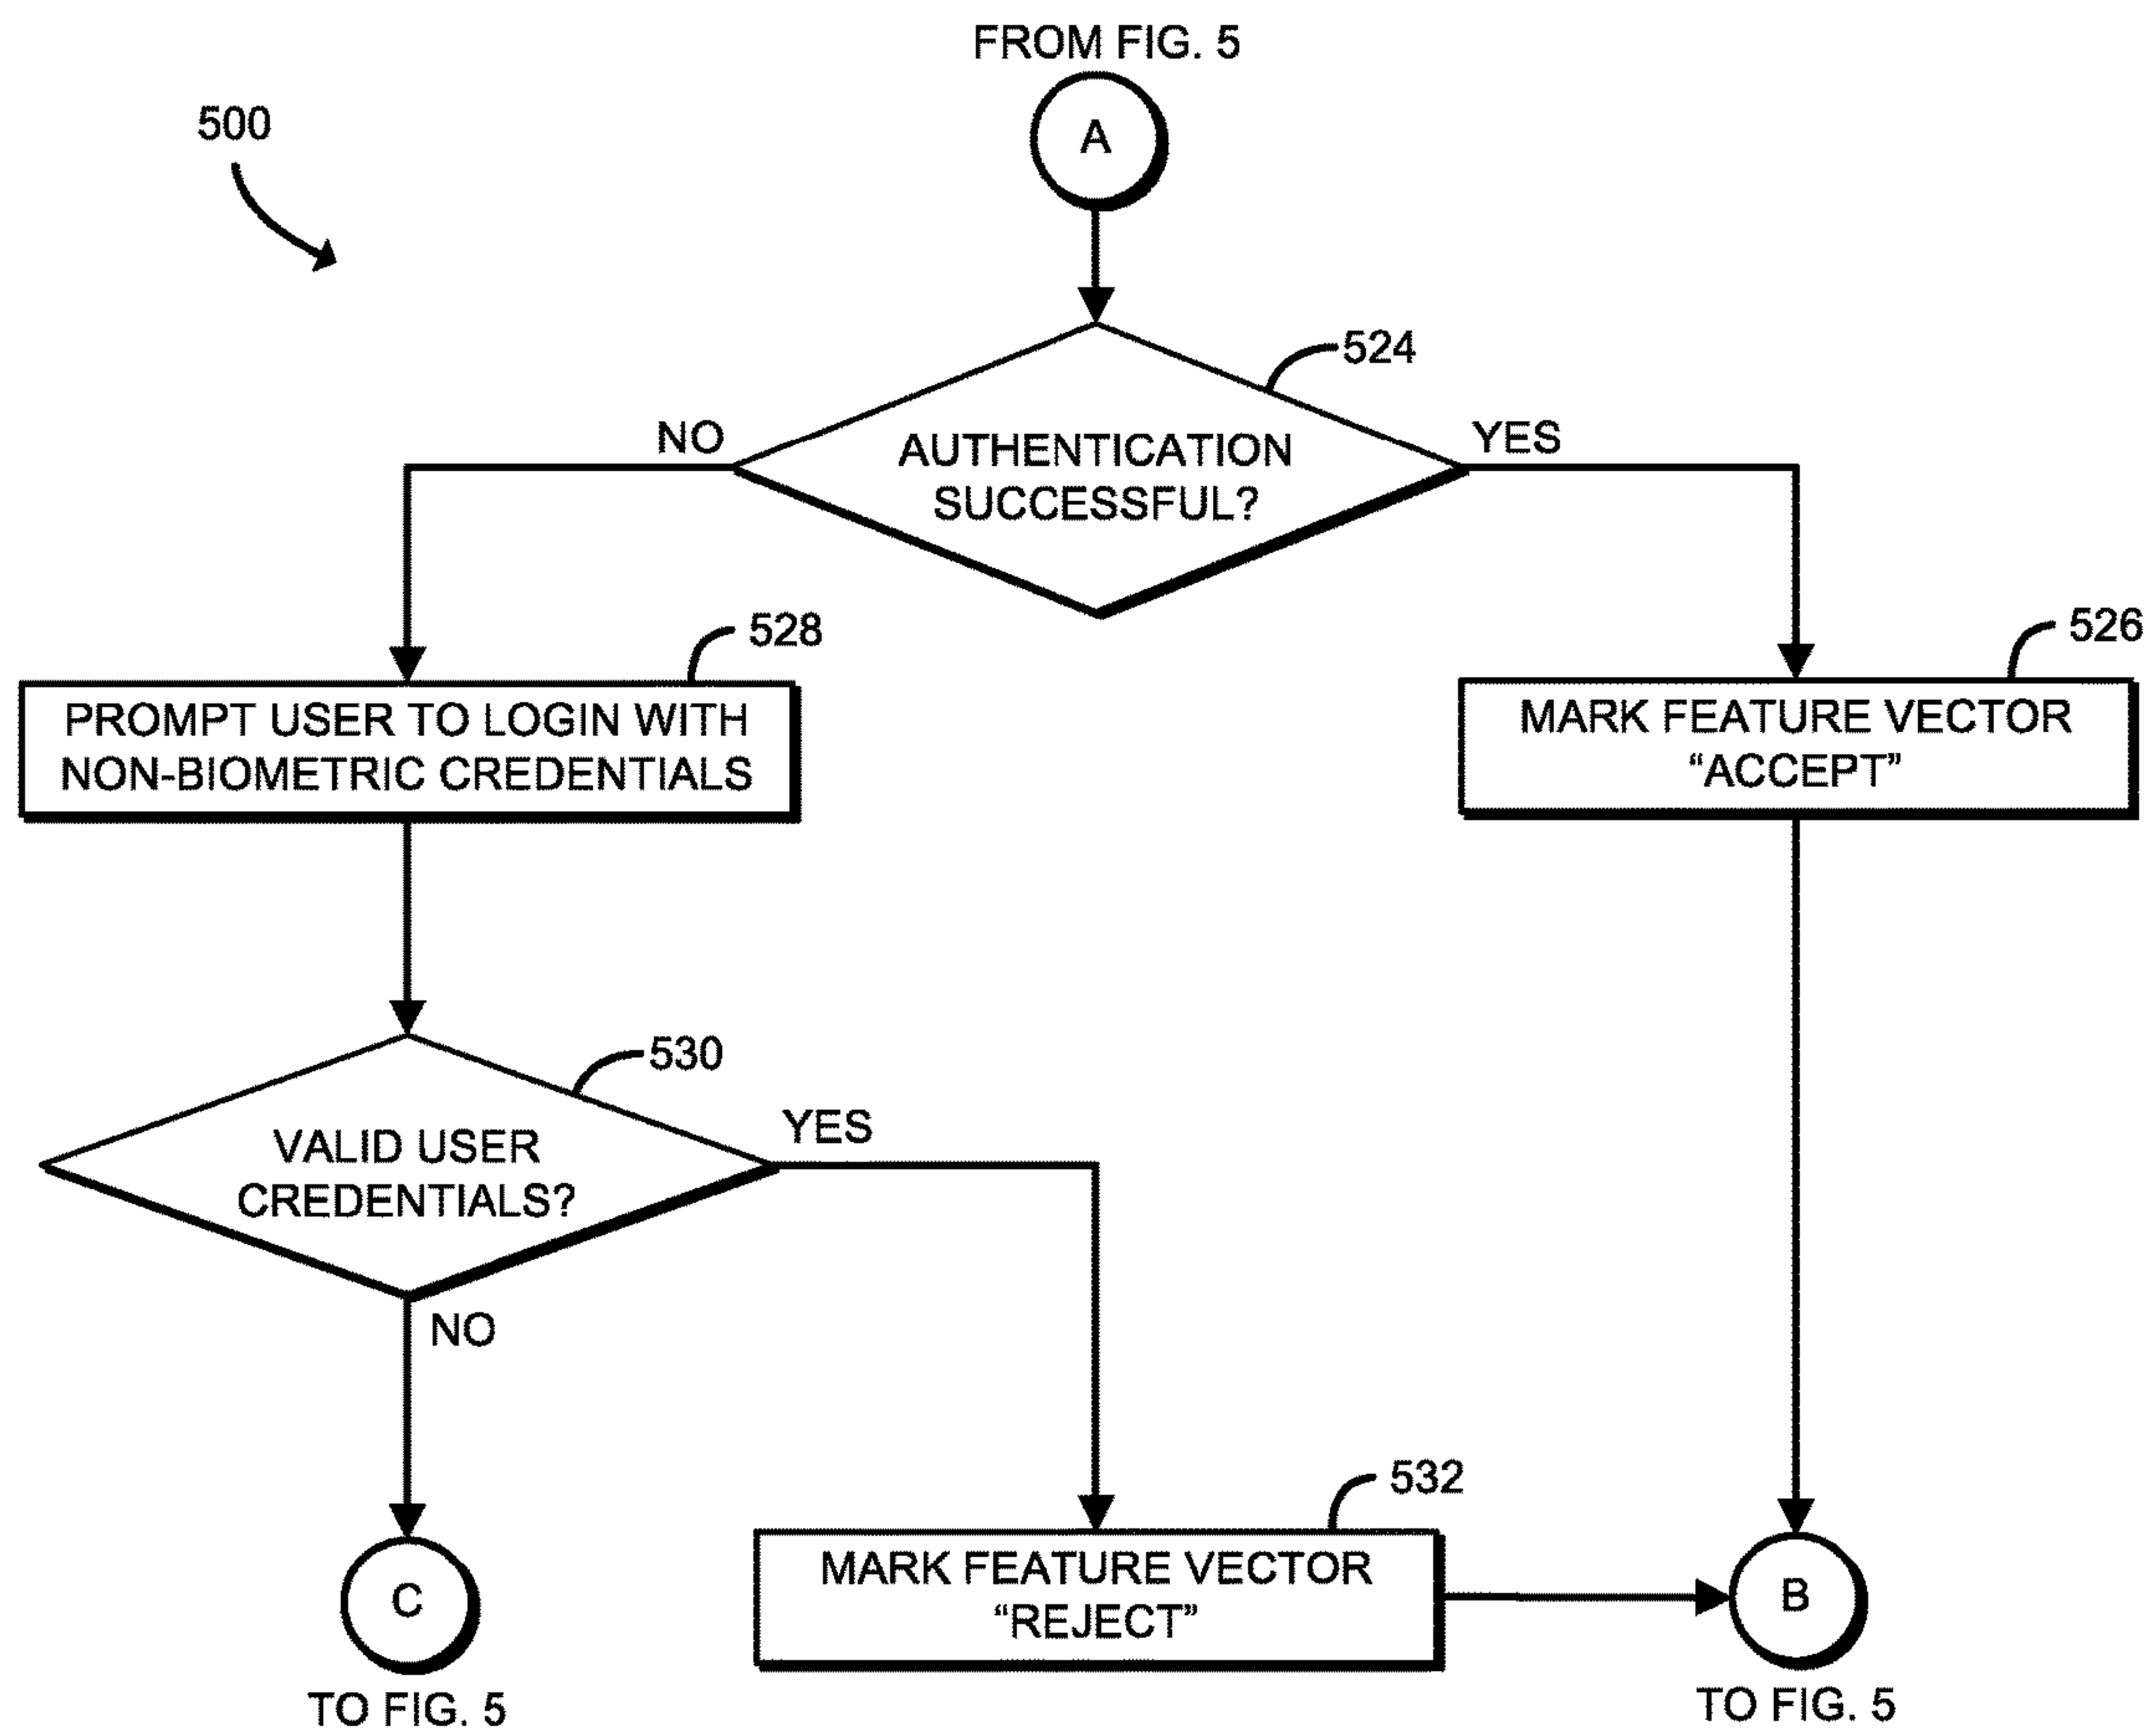 FROM FIG. 5
500
A
524
NO
YES
AUTHENTICATION
SUCCESSFUL?
528
526
PROMPT USER TO LOGIN WITH
NON-BIOMETRIC CREDENTIALS
MARK FEATURE VECTOR
“ACCEPT”
530
YES
VALID USER
CREDENTIALS?
NO
532
MARK FEATURE VECTOR
“REJECT”
C
B
TO FIG. 5
TO FIG. 5